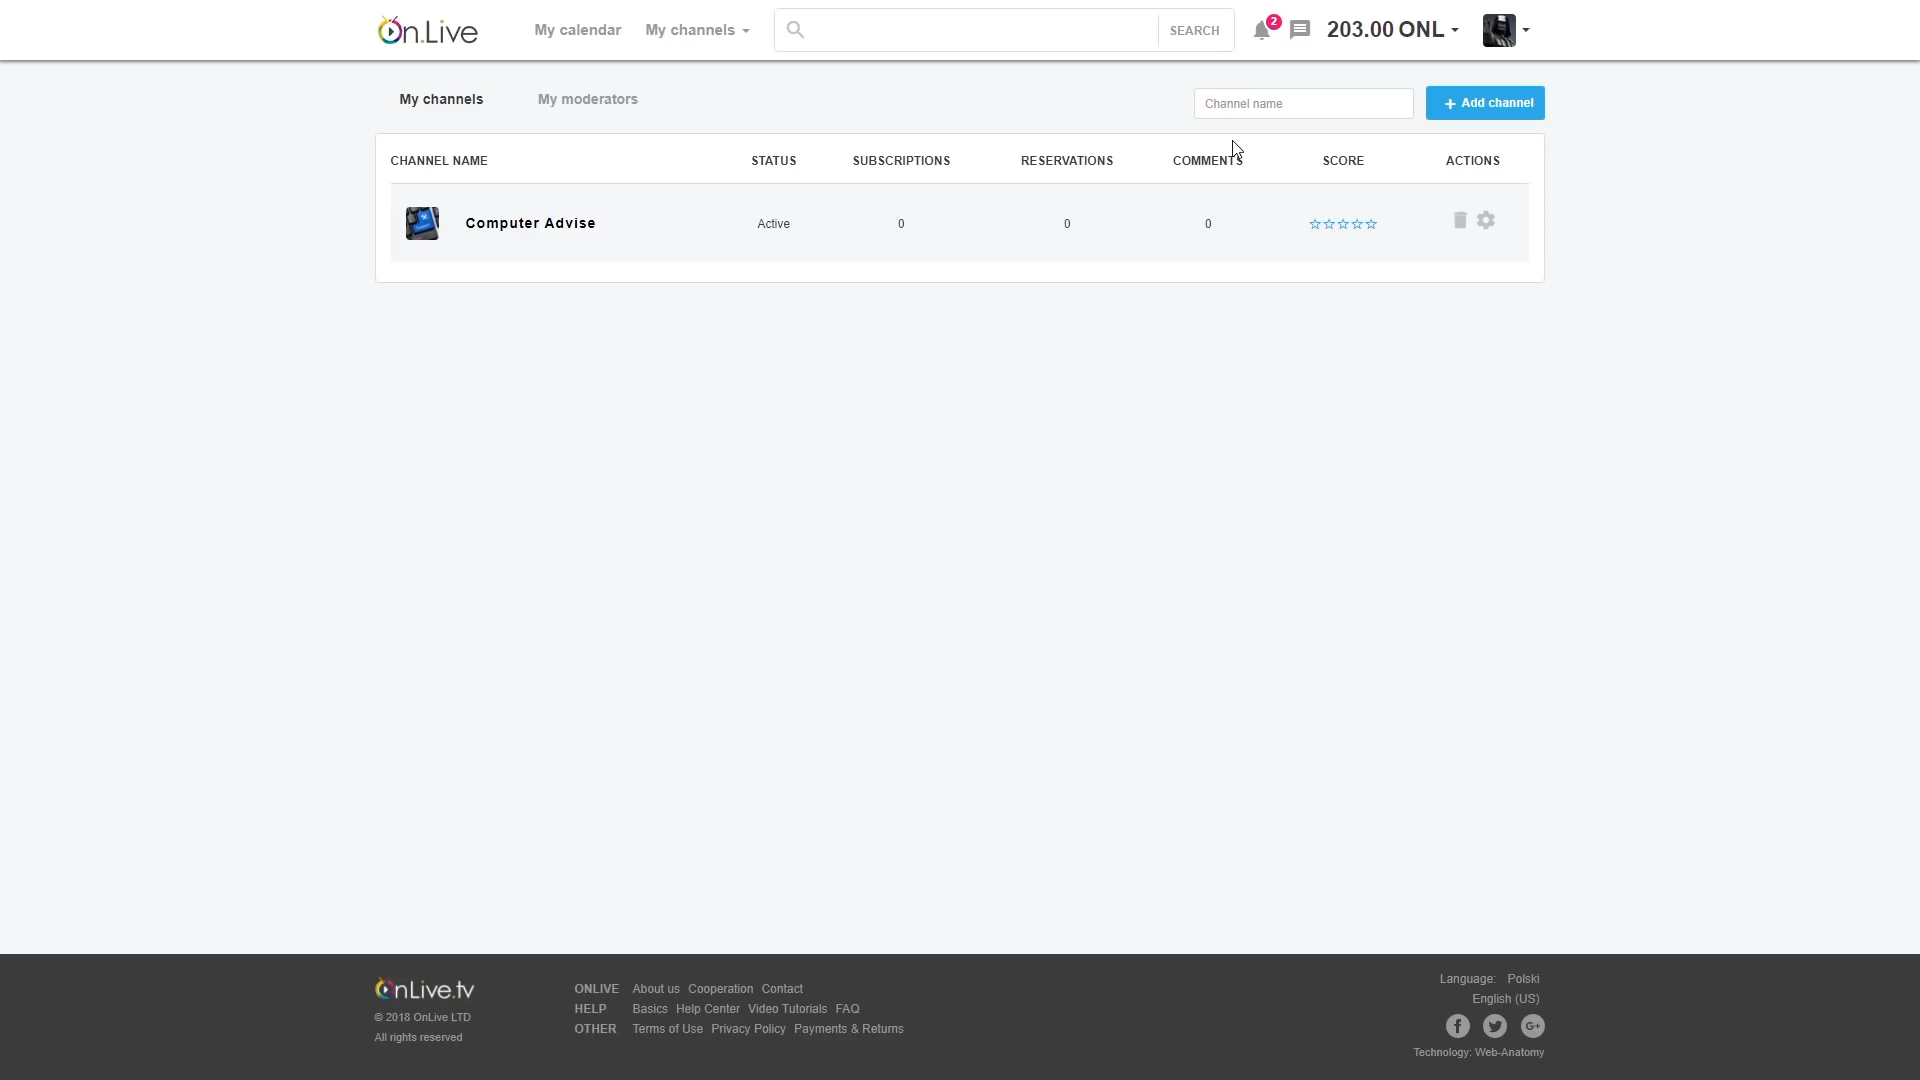 On.Live
My calendar
My channels
SEARCH
2
203.00 ONL
My channels
My moderators
Channel name
+ Add channel
CHANNEL NAME
STATUS
SUBSCRIPTIONS
RESERVATIONS
COMMENTS
SCORE
ACTIONS
Computer Advise
Active
0
0
0
OnLive.tv
© 2018 OnLive LTD
All rights reserved
ONLIVE About us Cooperation Contact
HELP Basics Help Center Video Tutorials FAQ
OTHER Terms of Use Privacy Policy Payments & Returns
Language: Polski
English (US)
G+
Technology: Web-Anatomy